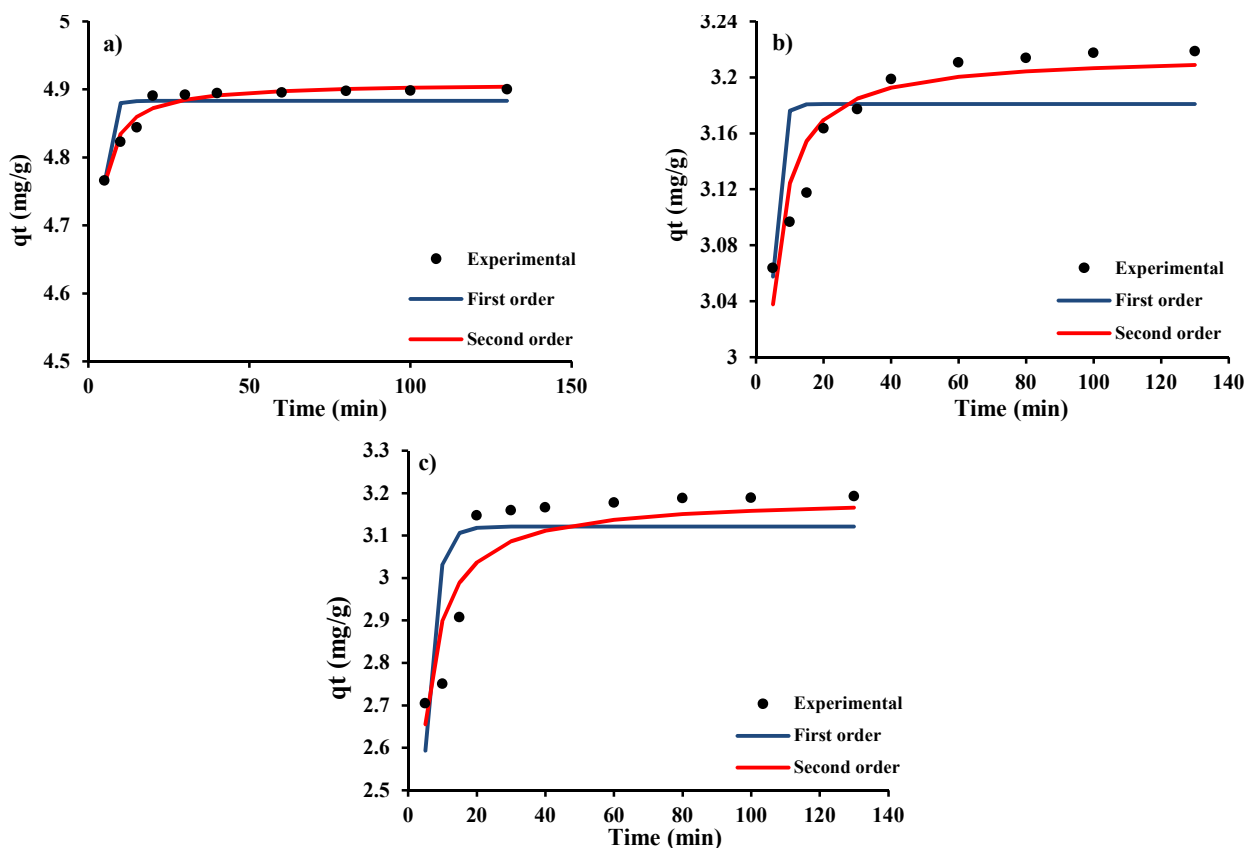 a)
qt (mg/g)
5
4.9
4.8
4.7
4.6
4.5
0
50
100
150
Time (min)
Experimental
First order
Second order
b)
qt (mg/g)
3.24
3.2
3.16
3.12
3.08
3.04
3
0
20
40
60
80
100
120
140
Time (min)
Experimental
First order
Second order
c)
qt (mg/g)
3.3
3.2
3.1
3
2.9
2.8
2.7
2.6
2.5
0
20
40
60
80
100
120
140
Time (min)
Experimental
First order
Second order